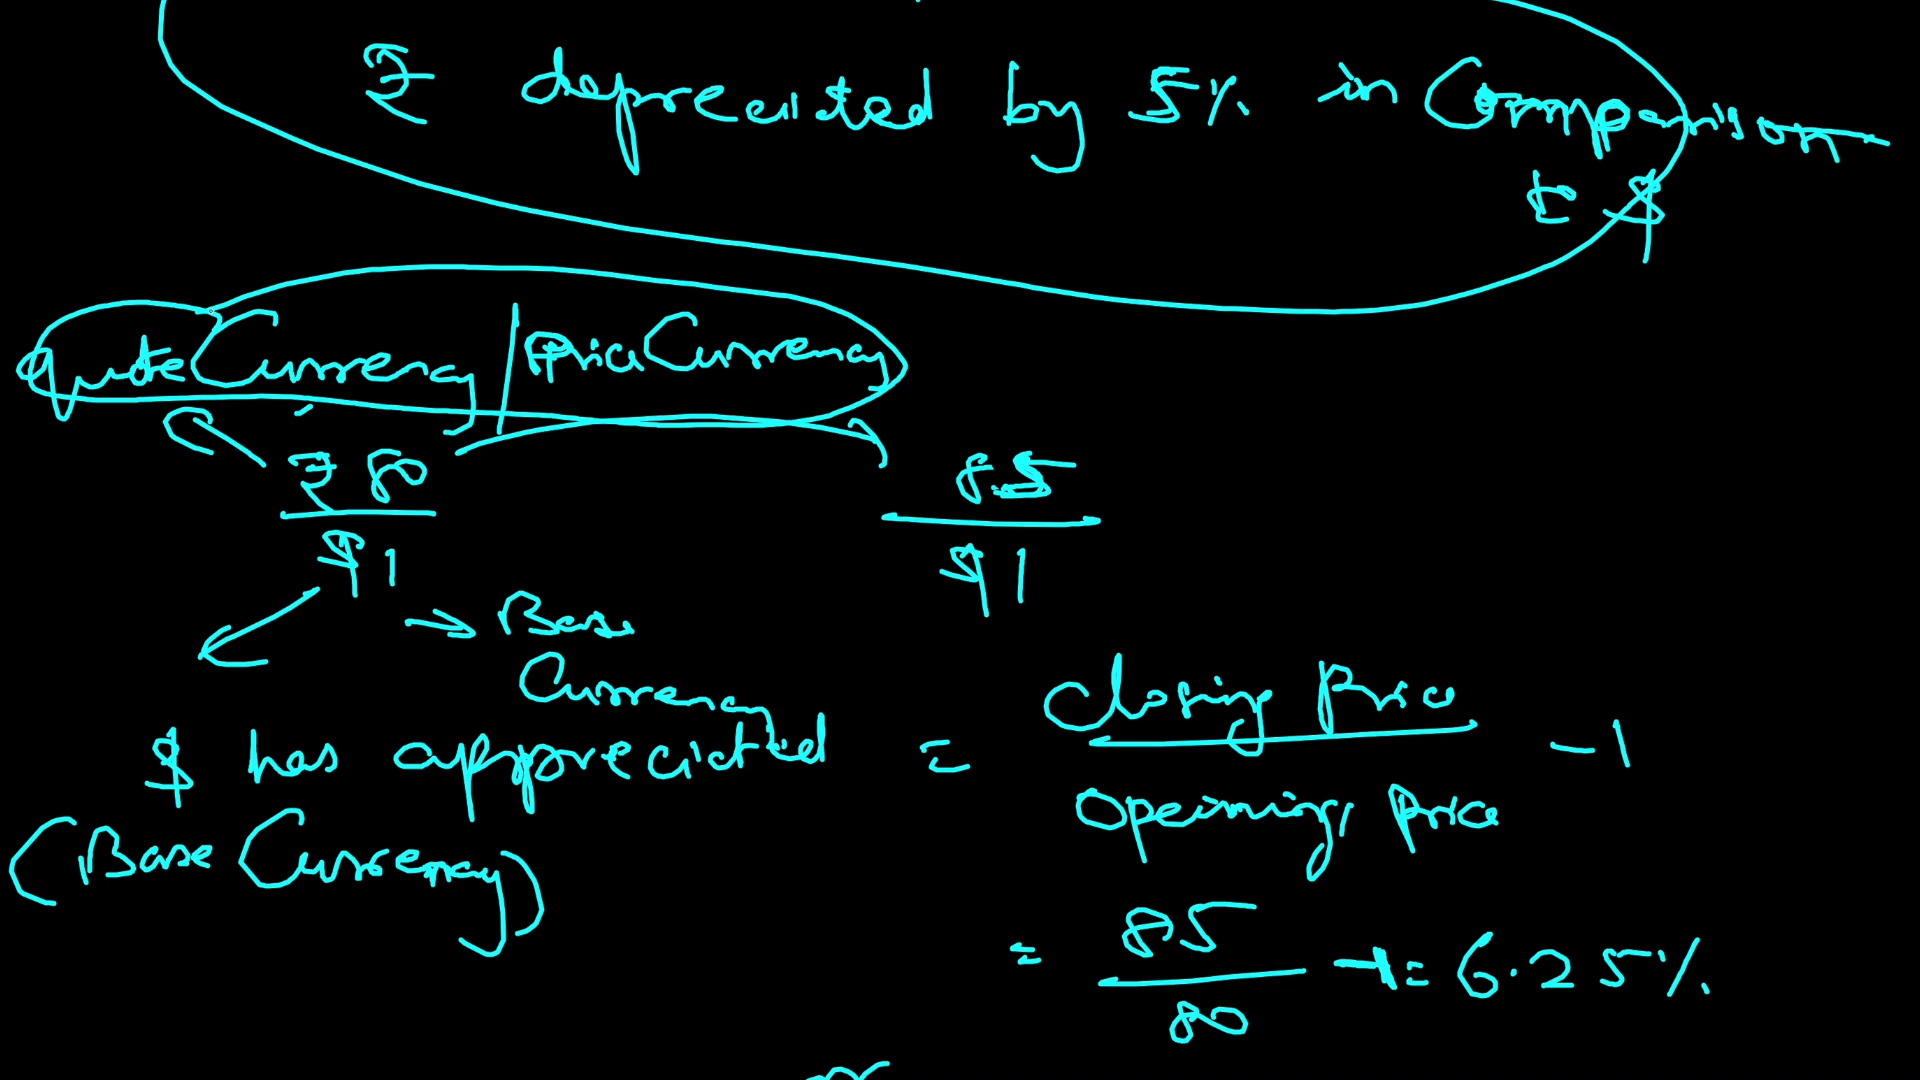 ₹ depreciated by 5% in Comparison
to $
Quote Currency | Price Currency
₹ 80
$ 1
85
$ 1
→ Base
Currency
$ has appreciated
(Base Currency)
= Closing Price
Opening Price
- 1
= 85
80
-1 = 6.25%